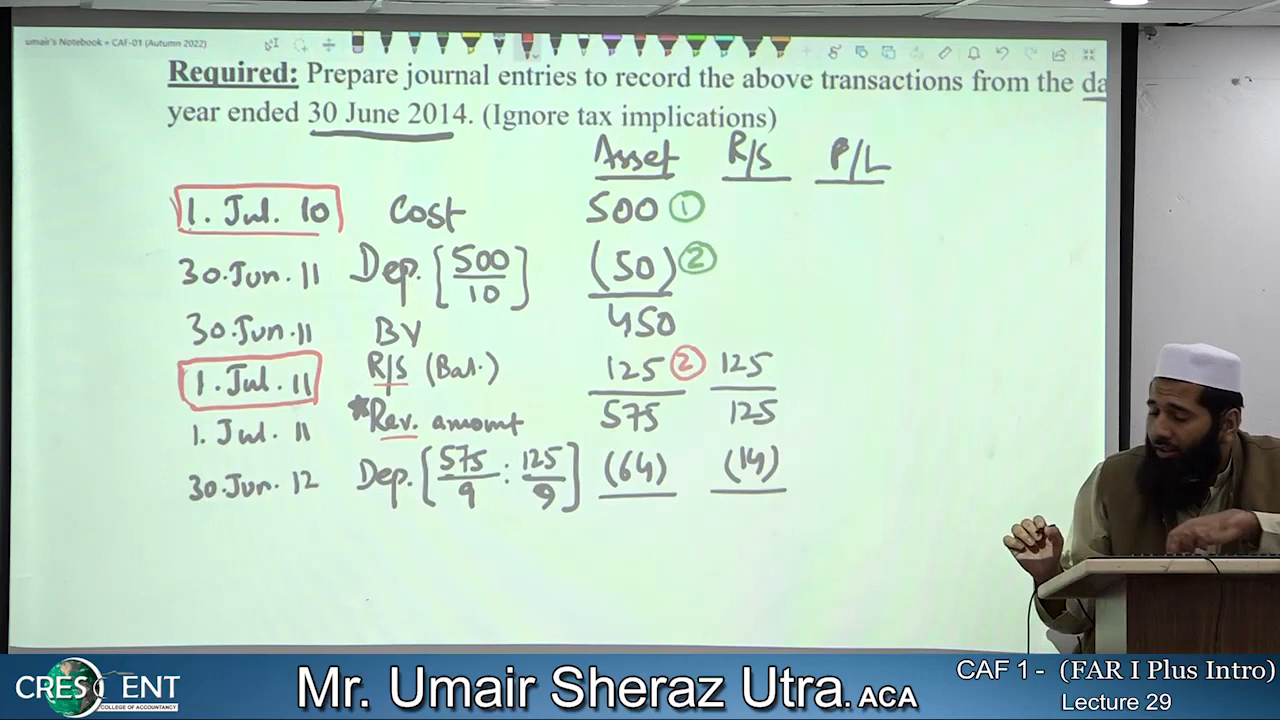 umair's Notebook » CAF-01 (Autumn 2022)
Required: Prepare journal entries to record the above transactions from the da
year ended 30 June 2014. (Ignore tax implications)
Asset R/S P/L
1. Jul. 10 Cost 500 ①
30. Jun. 11 Dep. [500/10] (50) ②
30. Jun. 11 BV 450
1. Jul. 11 R/S (Bal.) 125 ② 125
1. Jul. 11 *Rev. amount 575 125
30. Jun. 12 Dep. [575/9 : 125/9] (64) (14)
CRESCENT
COLLEGE OF ACCOUNTANCY
Mr. Umair Sheraz Utra. ACA
CAF 1 - (FAR I Plus Intro)
Lecture 29